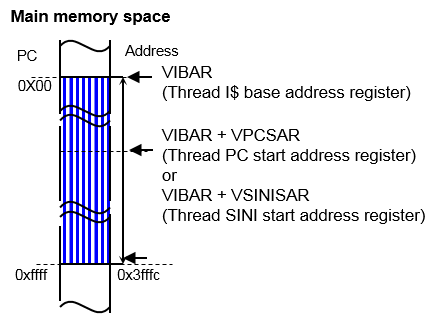 Main memory space
PC
Address
0X00
VIBAR
(Thread I$ base address register)
VIBAR + VPCSAR
(Thread PC start address register)
or
VIBAR + VSINISAR
(Thread SINI start address register)
0xffff
0x3fffc